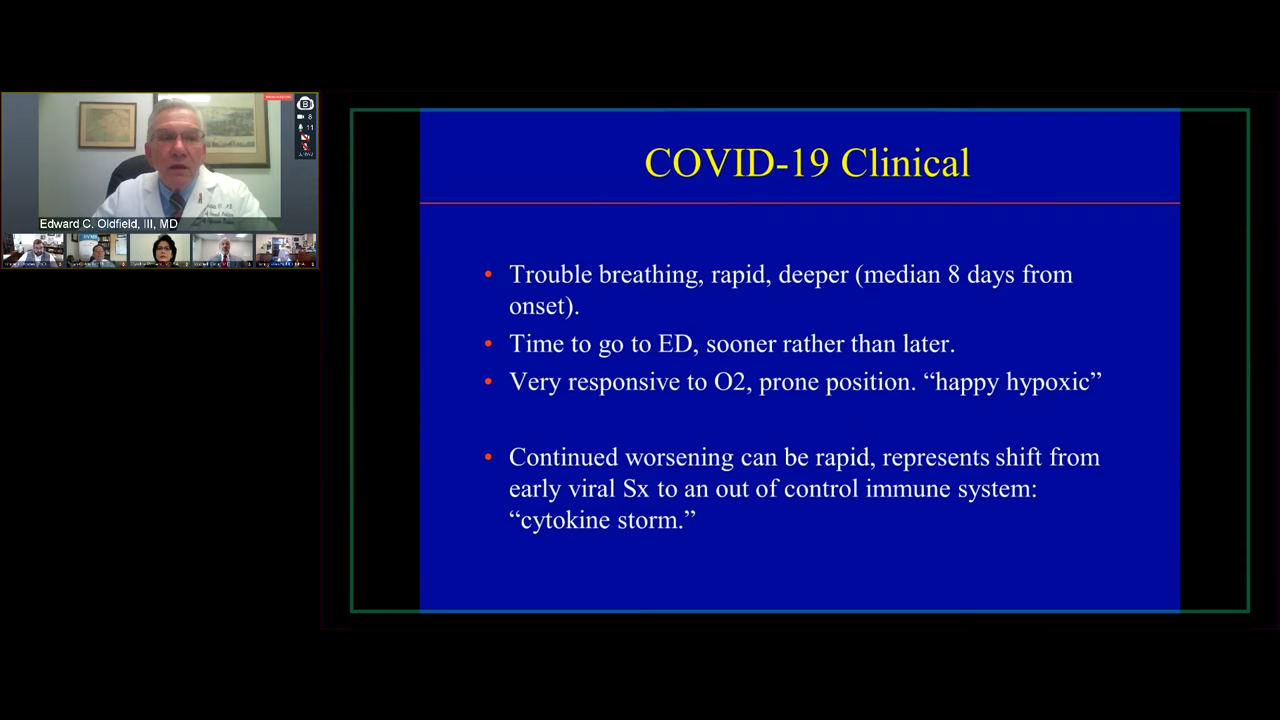 8
11
Edward C. Oldfield, III, MD
COVID-19 Clinical
• Trouble breathing, rapid, deeper (median 8 days from
onset).
• Time to go to ED, sooner rather than later.
• Very responsive to O2, prone position. “happy hypoxic”
• Continued worsening can be rapid, represents shift from
early viral Sx to an out of control immune system:
“cytokine storm.”